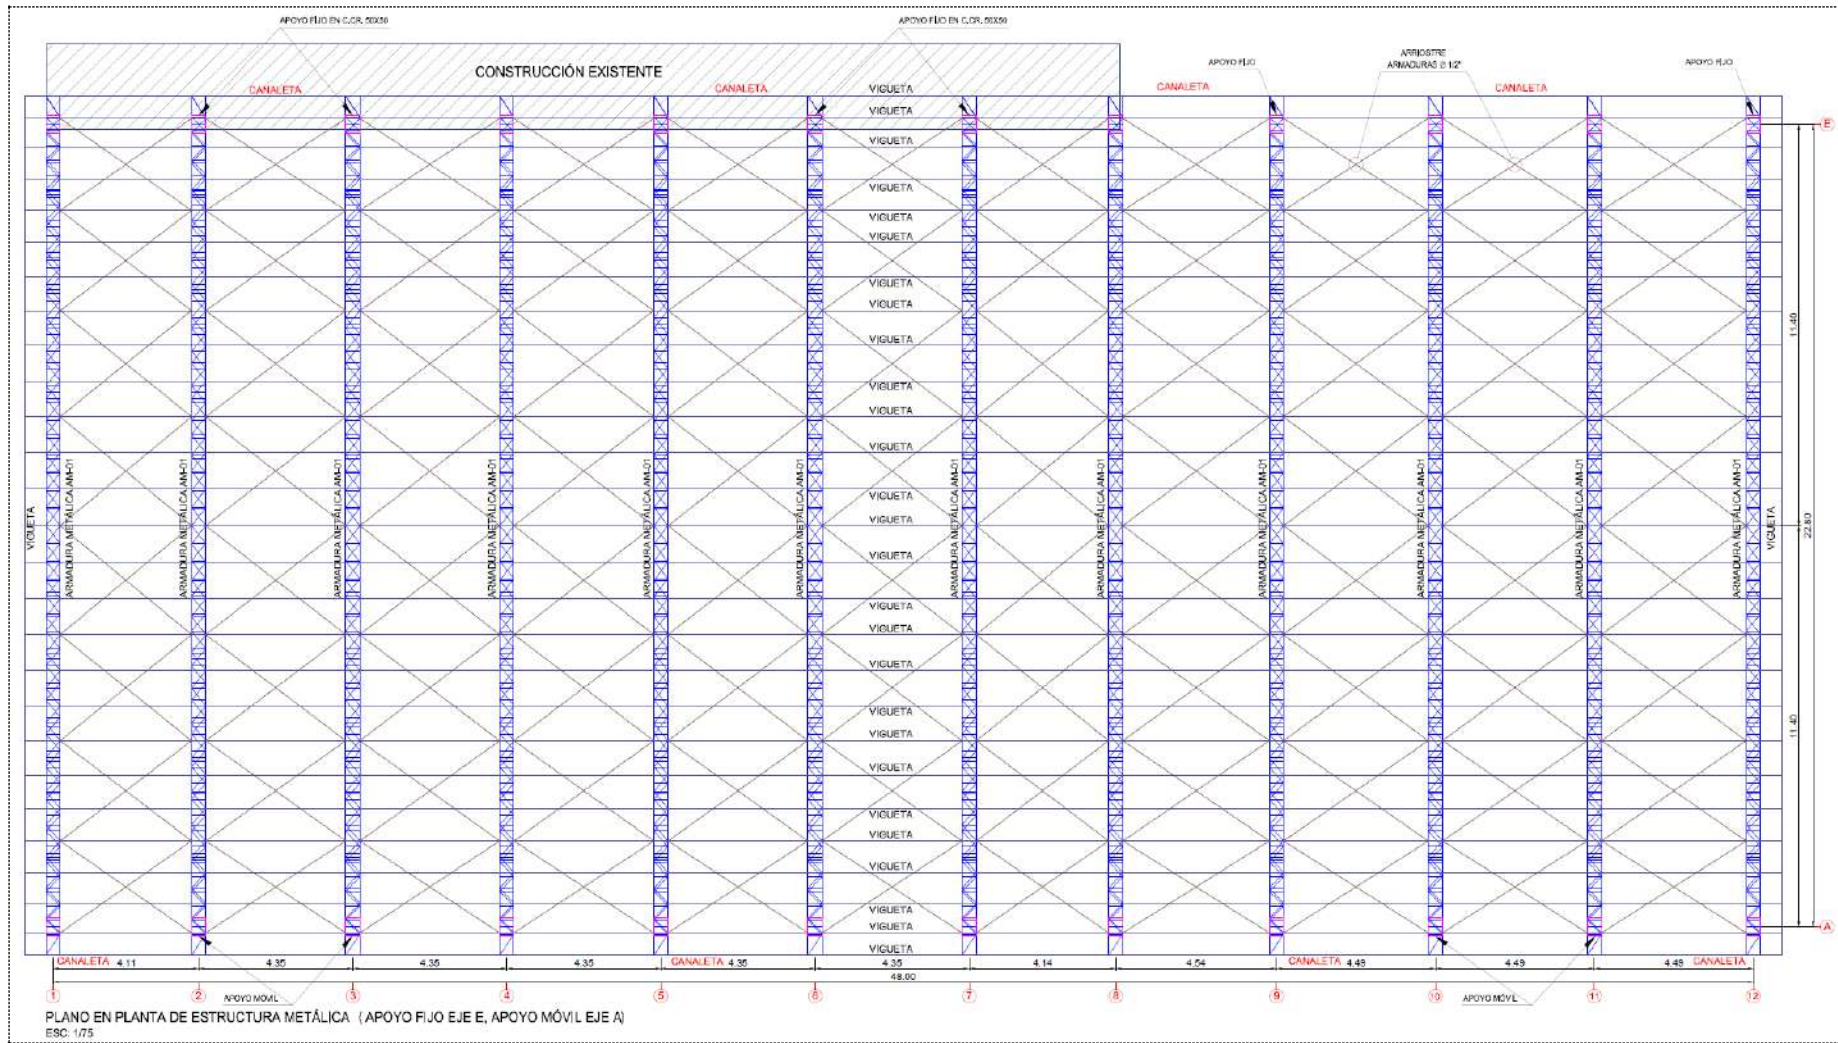 APOYO FIJO EN C.CR. 50X50
APOYO FIJO EN C.CR. 50X50
CONSTRUCCIÓN EXISTENTE
APOYO FIJO
ARRIOSTRE
ARMADURAS Ø 1/2"
APOYO FIJO
CANALETA
CANALETA
VIGUETA
CANALETA
CANALETA
VIGUETA
E
VIGUETA
VIGUETA
VIGUETA
VIGUETA
VIGUETA
VIGUETA
11.40
VIGUETA
VIGUETA
VIGUETA
VIGUETA
VIGUETA
VIGUETA
ARMADURA METÁLICA AM-01
ARMADURA METÁLICA AM-01
ARMADURA METÁLICA AM-01
ARMADURA METÁLICA AM-01
ARMADURA METÁLICA AM-01
ARMADURA METÁLICA AM-01
ARMADURA METÁLICA AM-01
ARMADURA METÁLICA AM-01
ARMADURA METÁLICA AM-01
ARMADURA METÁLICA AM-01
ARMADURA METÁLICA AM-01
ARMADURA METÁLICA AM-01
VIGUETA
22.80
VIGUETA
VIGUETA
VIGUETA
VIGUETA
VIGUETA
VIGUETA
11.40
VIGUETA
VIGUETA
VIGUETA
VIGUETA
VIGUETA
VIGUETA
VIGUETA
A
VIGUETA
CANALETA 4.11 4.35 4.35 4.35 CANALETA 4.35 4.35 4.14 4.54 CANALETA 4.49 4.49 4.49 CANALETA
48.00
1 2 3 4 5 6 7 8 9 10 11 12
APOYO MÓVIL
APOYO MÓVIL
PLANO EN PLANTA DE ESTRUCTURA METÁLICA ( APOYO FIJO EJE E, APOYO MÓVIL EJE A)
ESC: 1/75